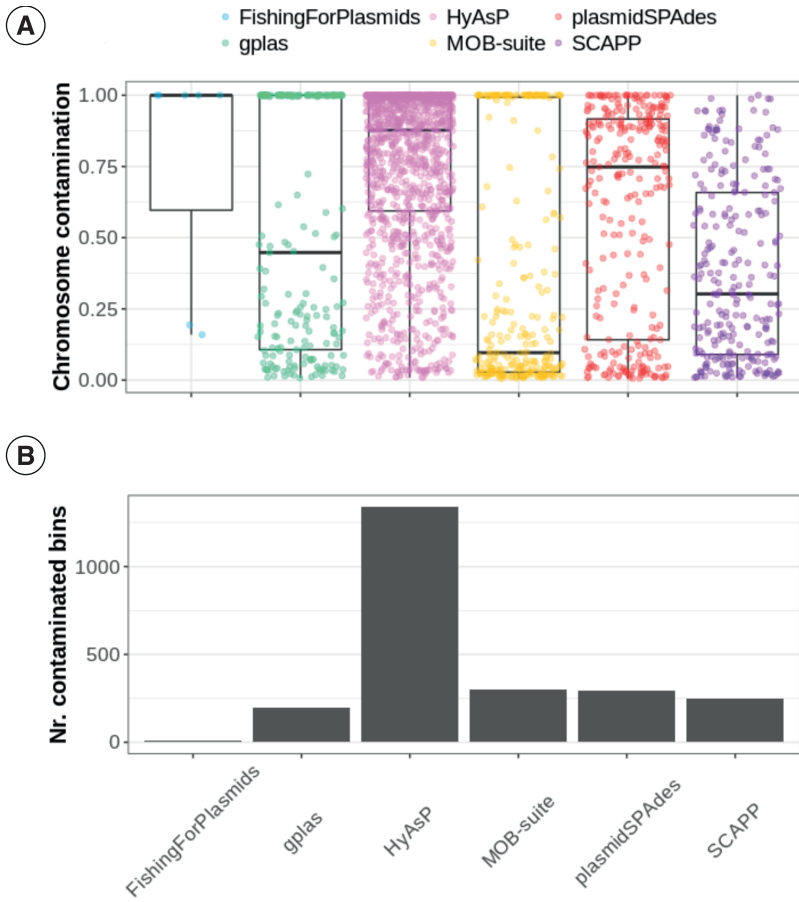 A
FishingForPlasmids HyAsP plasmidSPAdes
gplas MOB-suite SCAPP
Chromosome contamination
1.00
0.75
0.50
0.25
0.00
B
Nr. contaminated bins
1000
500
0
FishingForPlasmids
gplas
HyAsP
MOB-suite
plasmidSPAdes
SCAPP